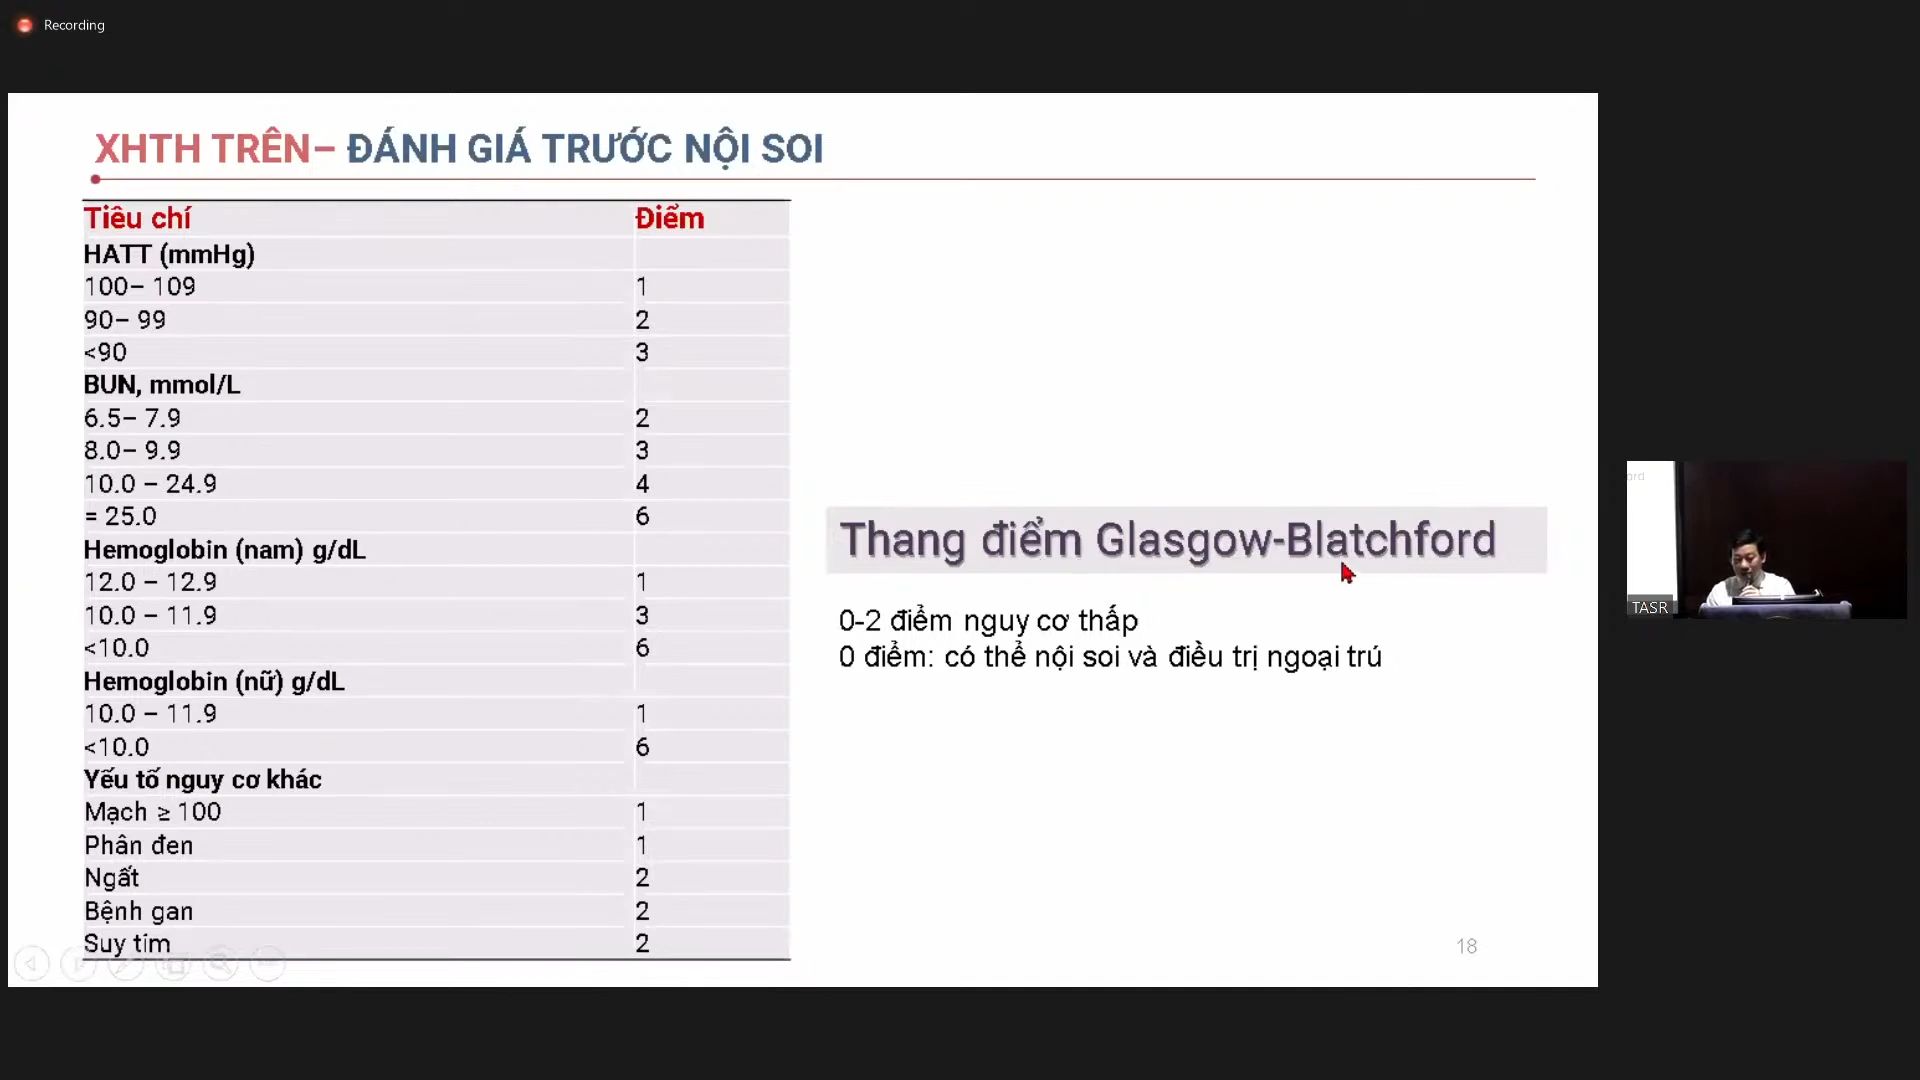 Recording
XHTH TRÊN– ĐÁNH GIÁ TRƯỚC NỘI SOI
Tiêu chí Điểm
HATT (mmHg)
100– 109 1
90– 99 2
<90 3
BUN, mmol/L
6.5– 7.9 2
8.0– 9.9 3
10.0 – 24.9 4
= 25.0 6
Hemoglobin (nam) g/dL
12.0 – 12.9 1
10.0 – 11.9 3
<10.0 6
Hemoglobin (nữ) g/dL
10.0 – 11.9 1
<10.0 6
Yếu tố nguy cơ khác
Mạch ≥ 100 1
Phân đen 1
Ngất 2
Bệnh gan 2
Suy tim 2
Thang điểm Glasgow-Blatchford
0-2 điểm nguy cơ thấp
0 điểm: có thể nội soi và điều trị ngoại trú
18
ord
TASR